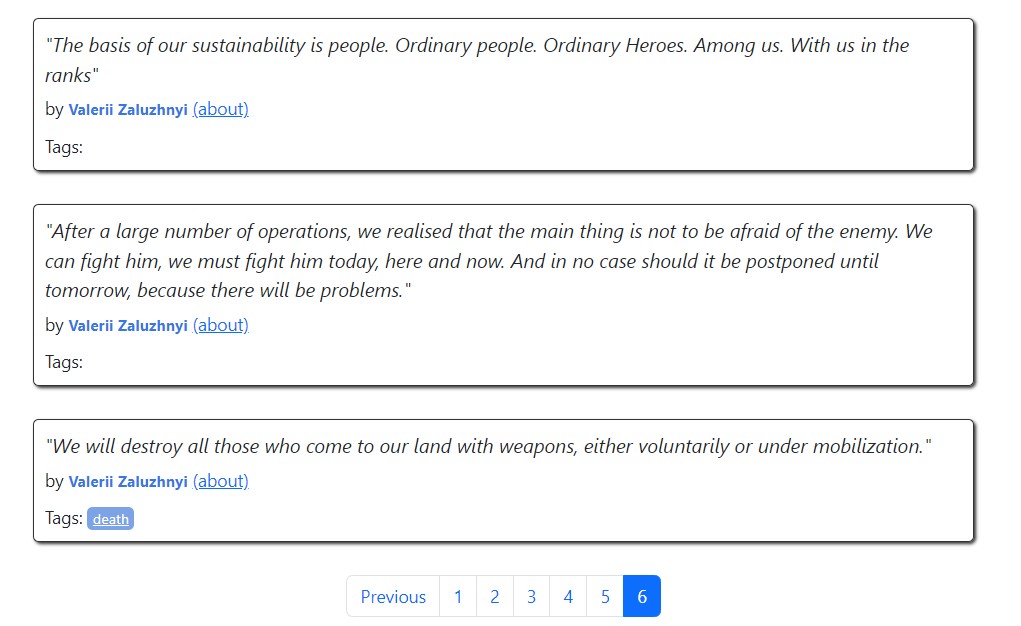 "The basis of our sustainability is people. Ordinary people. Ordinary Heroes. Among us. With us in the
ranks"
by Valerii Zaluzhnyi (about)
Tags:
"After a large number of operations, we realised that the main thing is not to be afraid of the enemy. We
can fight him, we must fight him today, here and now. And in no case should it be postponed until
tomorrow, because there will be problems."
by Valerii Zaluzhnyi (about)
Tags:
"We will destroy all those who come to our land with weapons, either voluntarily or under mobilization."
by Valerii Zaluzhnyi (about)
Tags: death
Previous 1 2 3 4 5 6